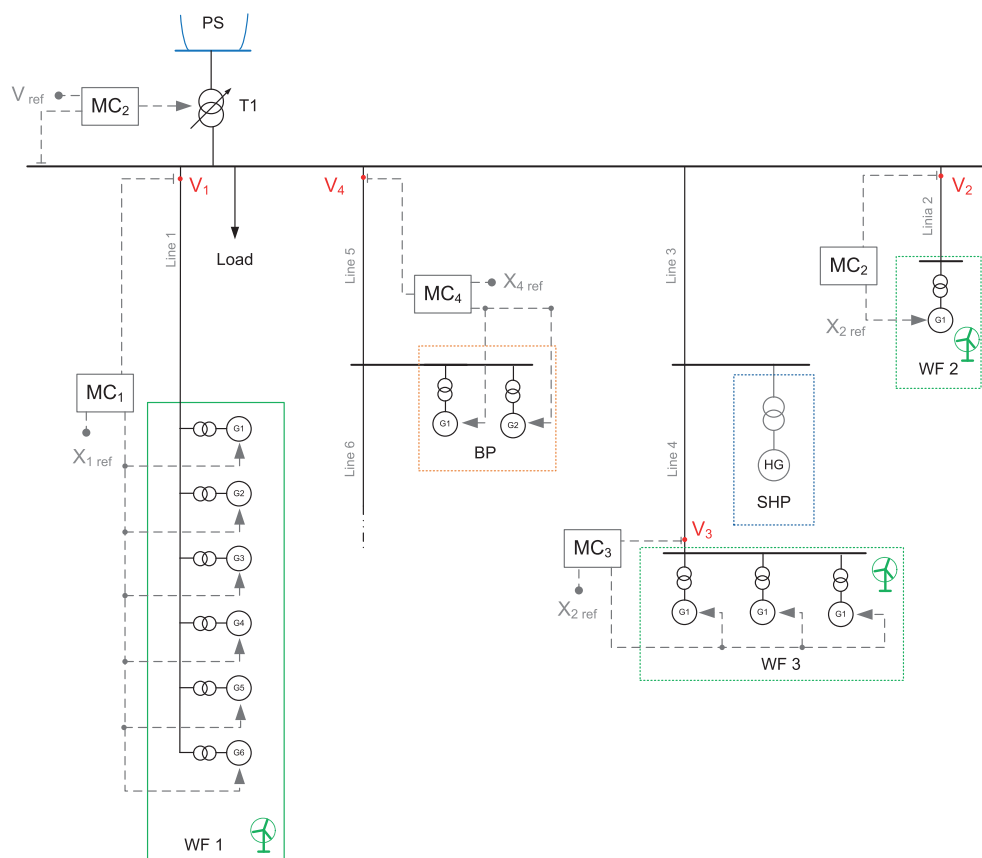 PS
V ref
MC2
T1
V1
V4
V2
Line 1
Load
Line 5
Line 3
Linia 2
MC2
MC4
X4 ref
X2 ref
G1
WF 2
MC1
X1 ref
G1
G2
BP
Line 6
Line 4
HG
SHP
G1
G2
G3
G4
G5
G6
WF 1
V3
MC3
X2 ref
G1
G1
G1
WF 3